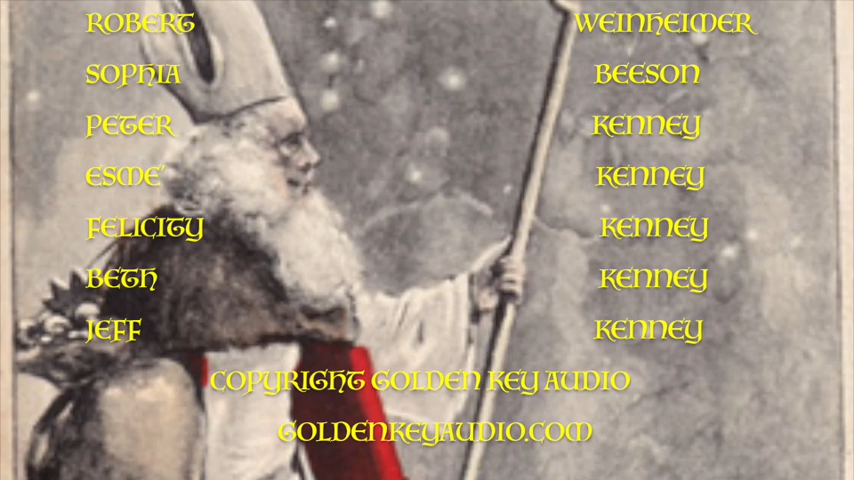 ROBERT WEINHEIMER
SOPHIA BEESON
PETER KENNEY
ESME' KENNEY
FELICITY KENNEY
BETH KENNEY
JEFF KENNEY
COPYRIGHT GOLDEN KEY AUDIO
GOLDENKEYAUDIO.COM